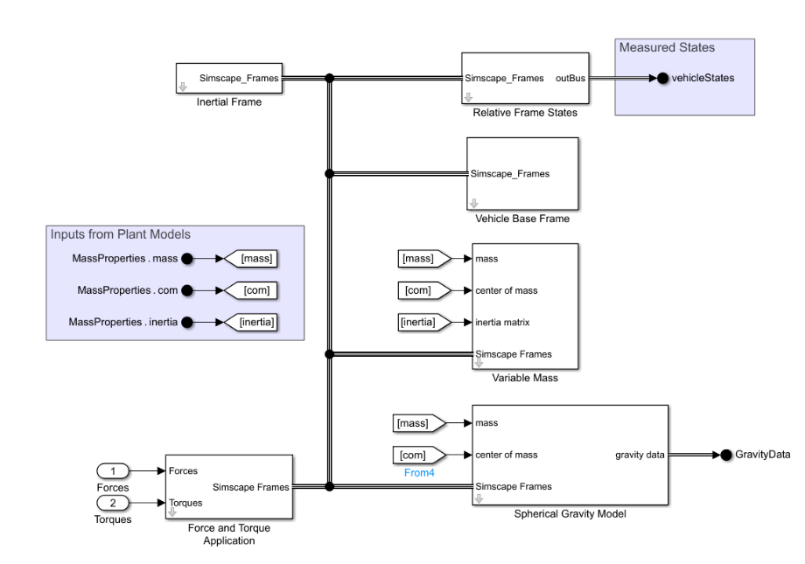 Measured States
Simscape_Frames
Inertial Frame
Simscape_Frames outBus
Relative Frame States
vehicleStates
Simscape_Frames
Vehicle Base Frame
Inputs from Plant Models
MassProperties . mass [mass]
MassProperties . com [com]
MassProperties . inertia [inertia]
[mass] mass
[com] center of mass
[inertia] inertia matrix
Simscape Frames
Variable Mass
[mass] mass
[com] center of mass gravity data GravityData
From4
Simscape Frames
Spherical Gravity Model
1 Forces
Forces
Simscape Frames
2 Torques
Torques
Force and Torque
Application